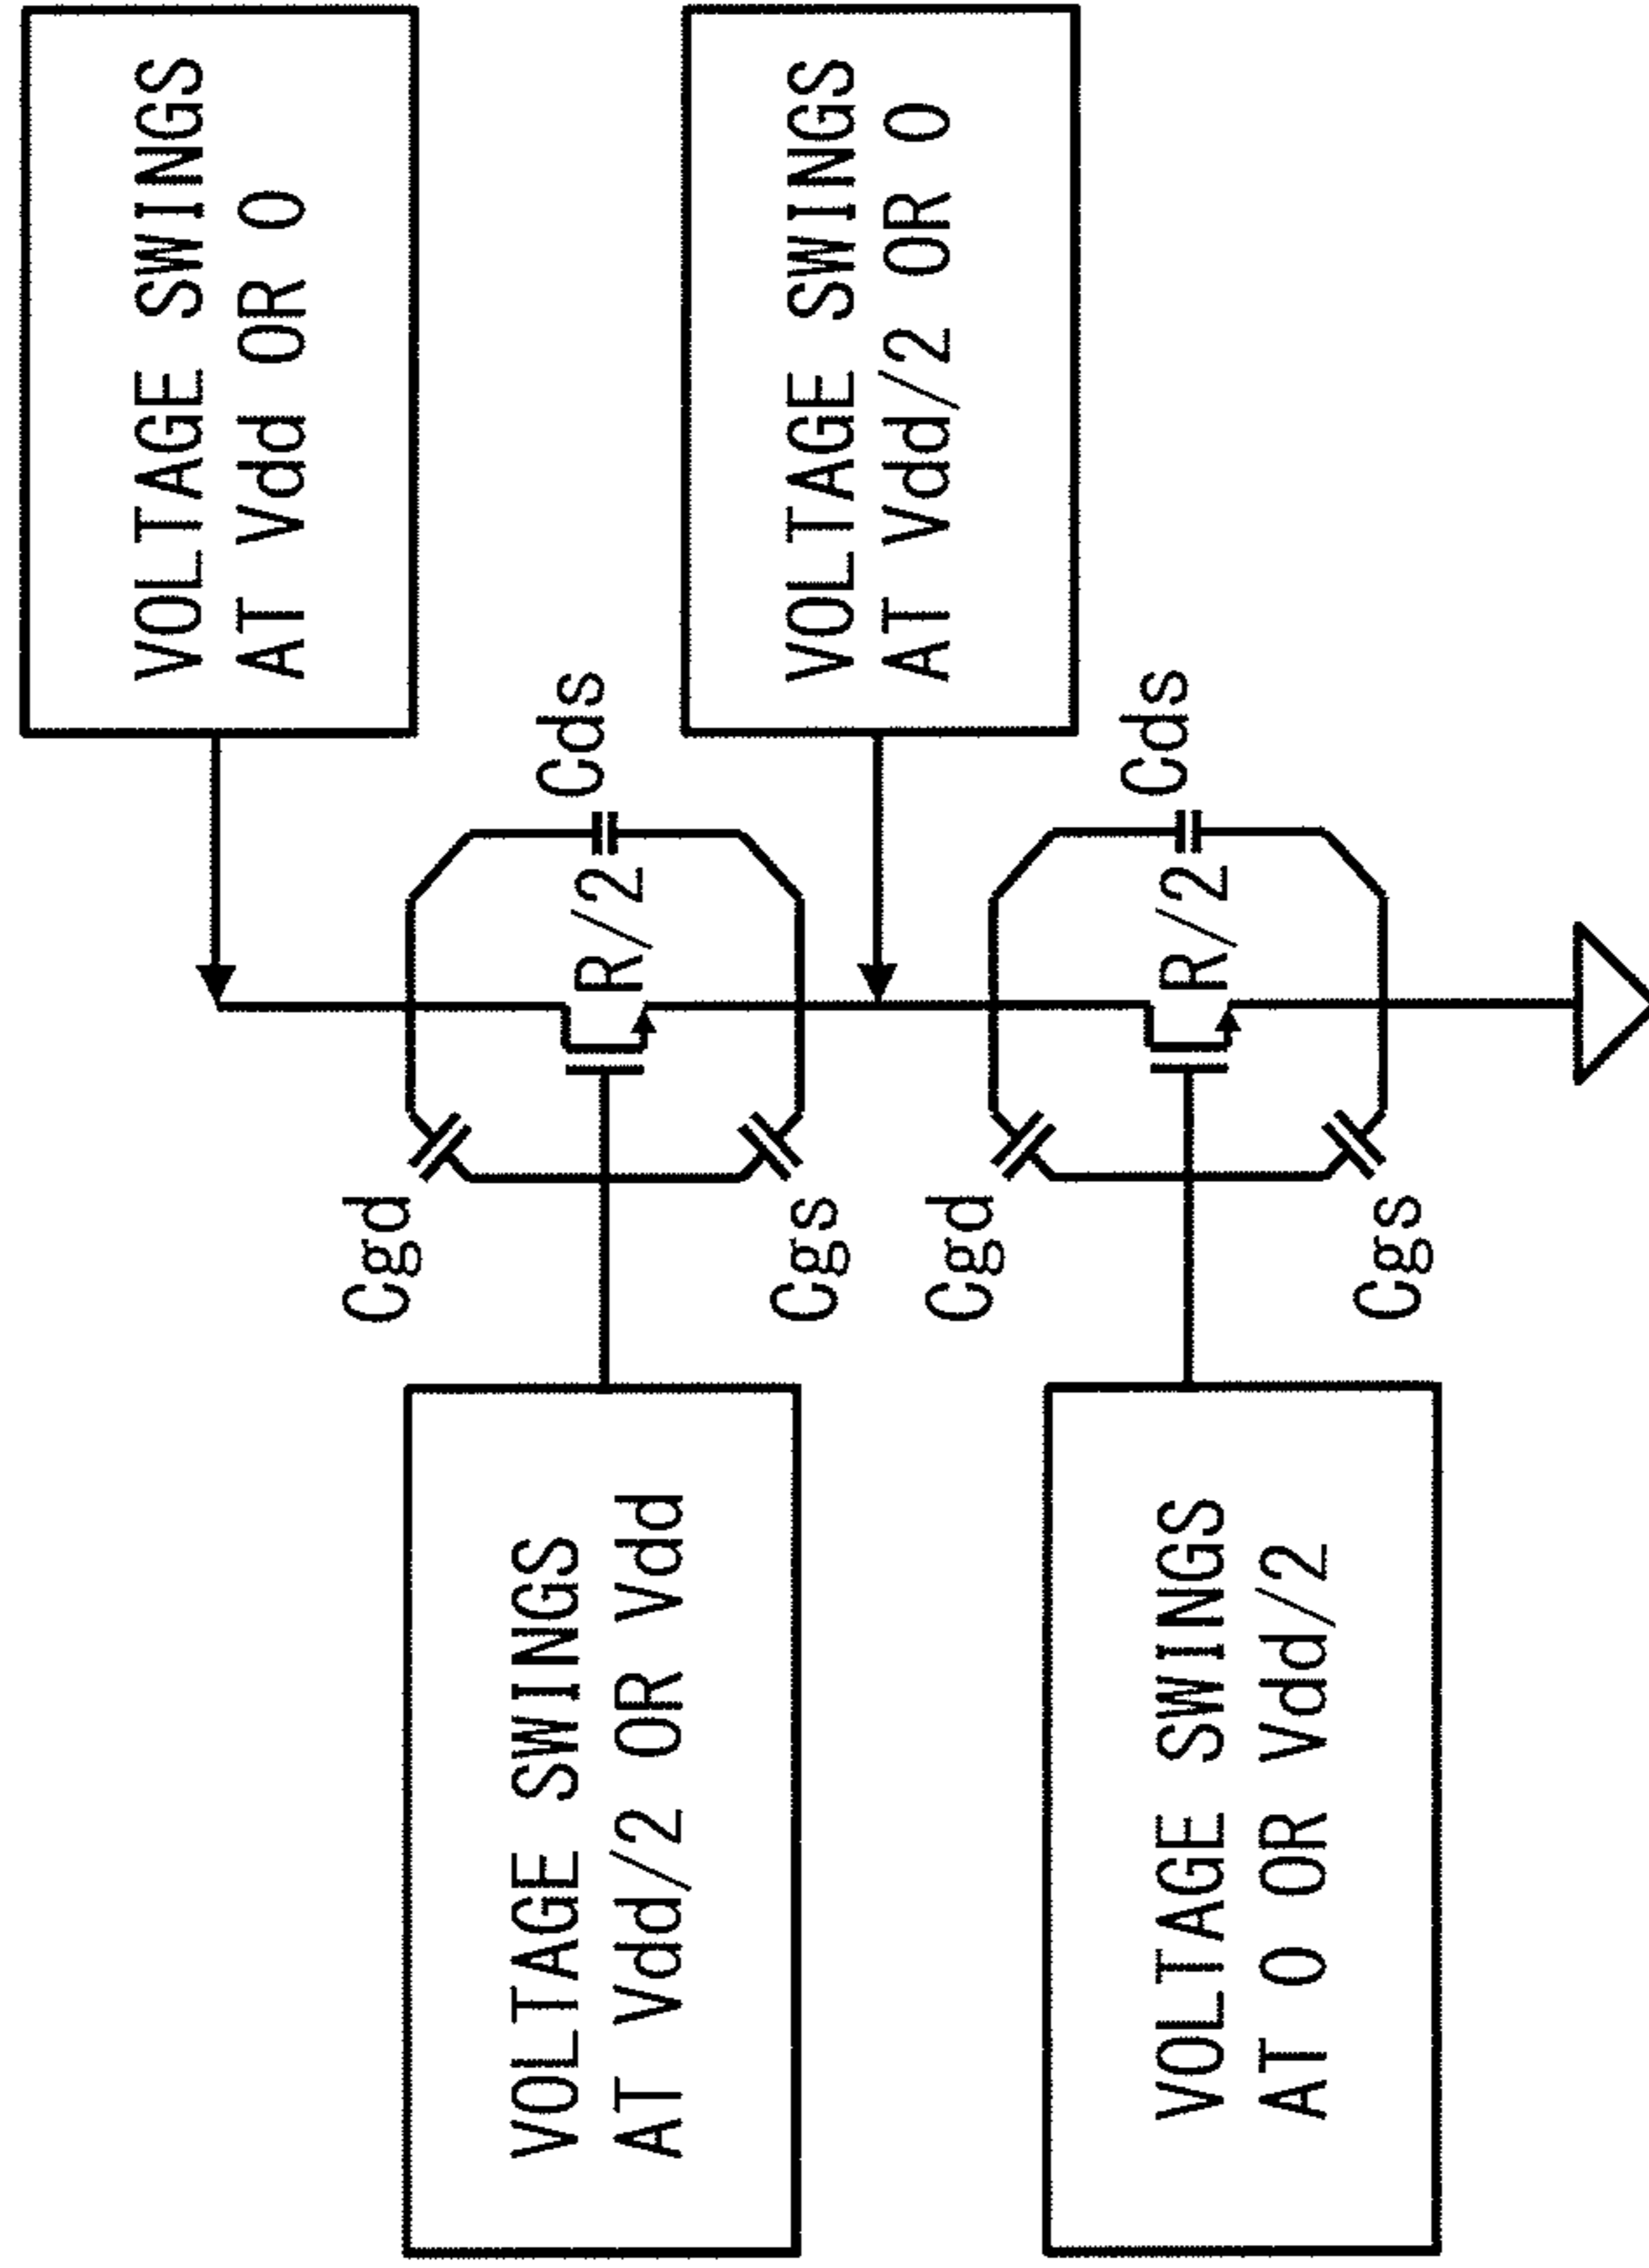 VOLTAGE SWINGS
AT Vdd OR 0
Cgd
VOLTAGE SWINGS
AT Vdd/2 OR Vdd
Cds
R/2
Cgs
VOLTAGE SWINGS
AT Vdd/2 OR 0
Cgd
Cds
R/2
VOLTAGE SWINGS
AT 0 OR Vdd/2
Cgs